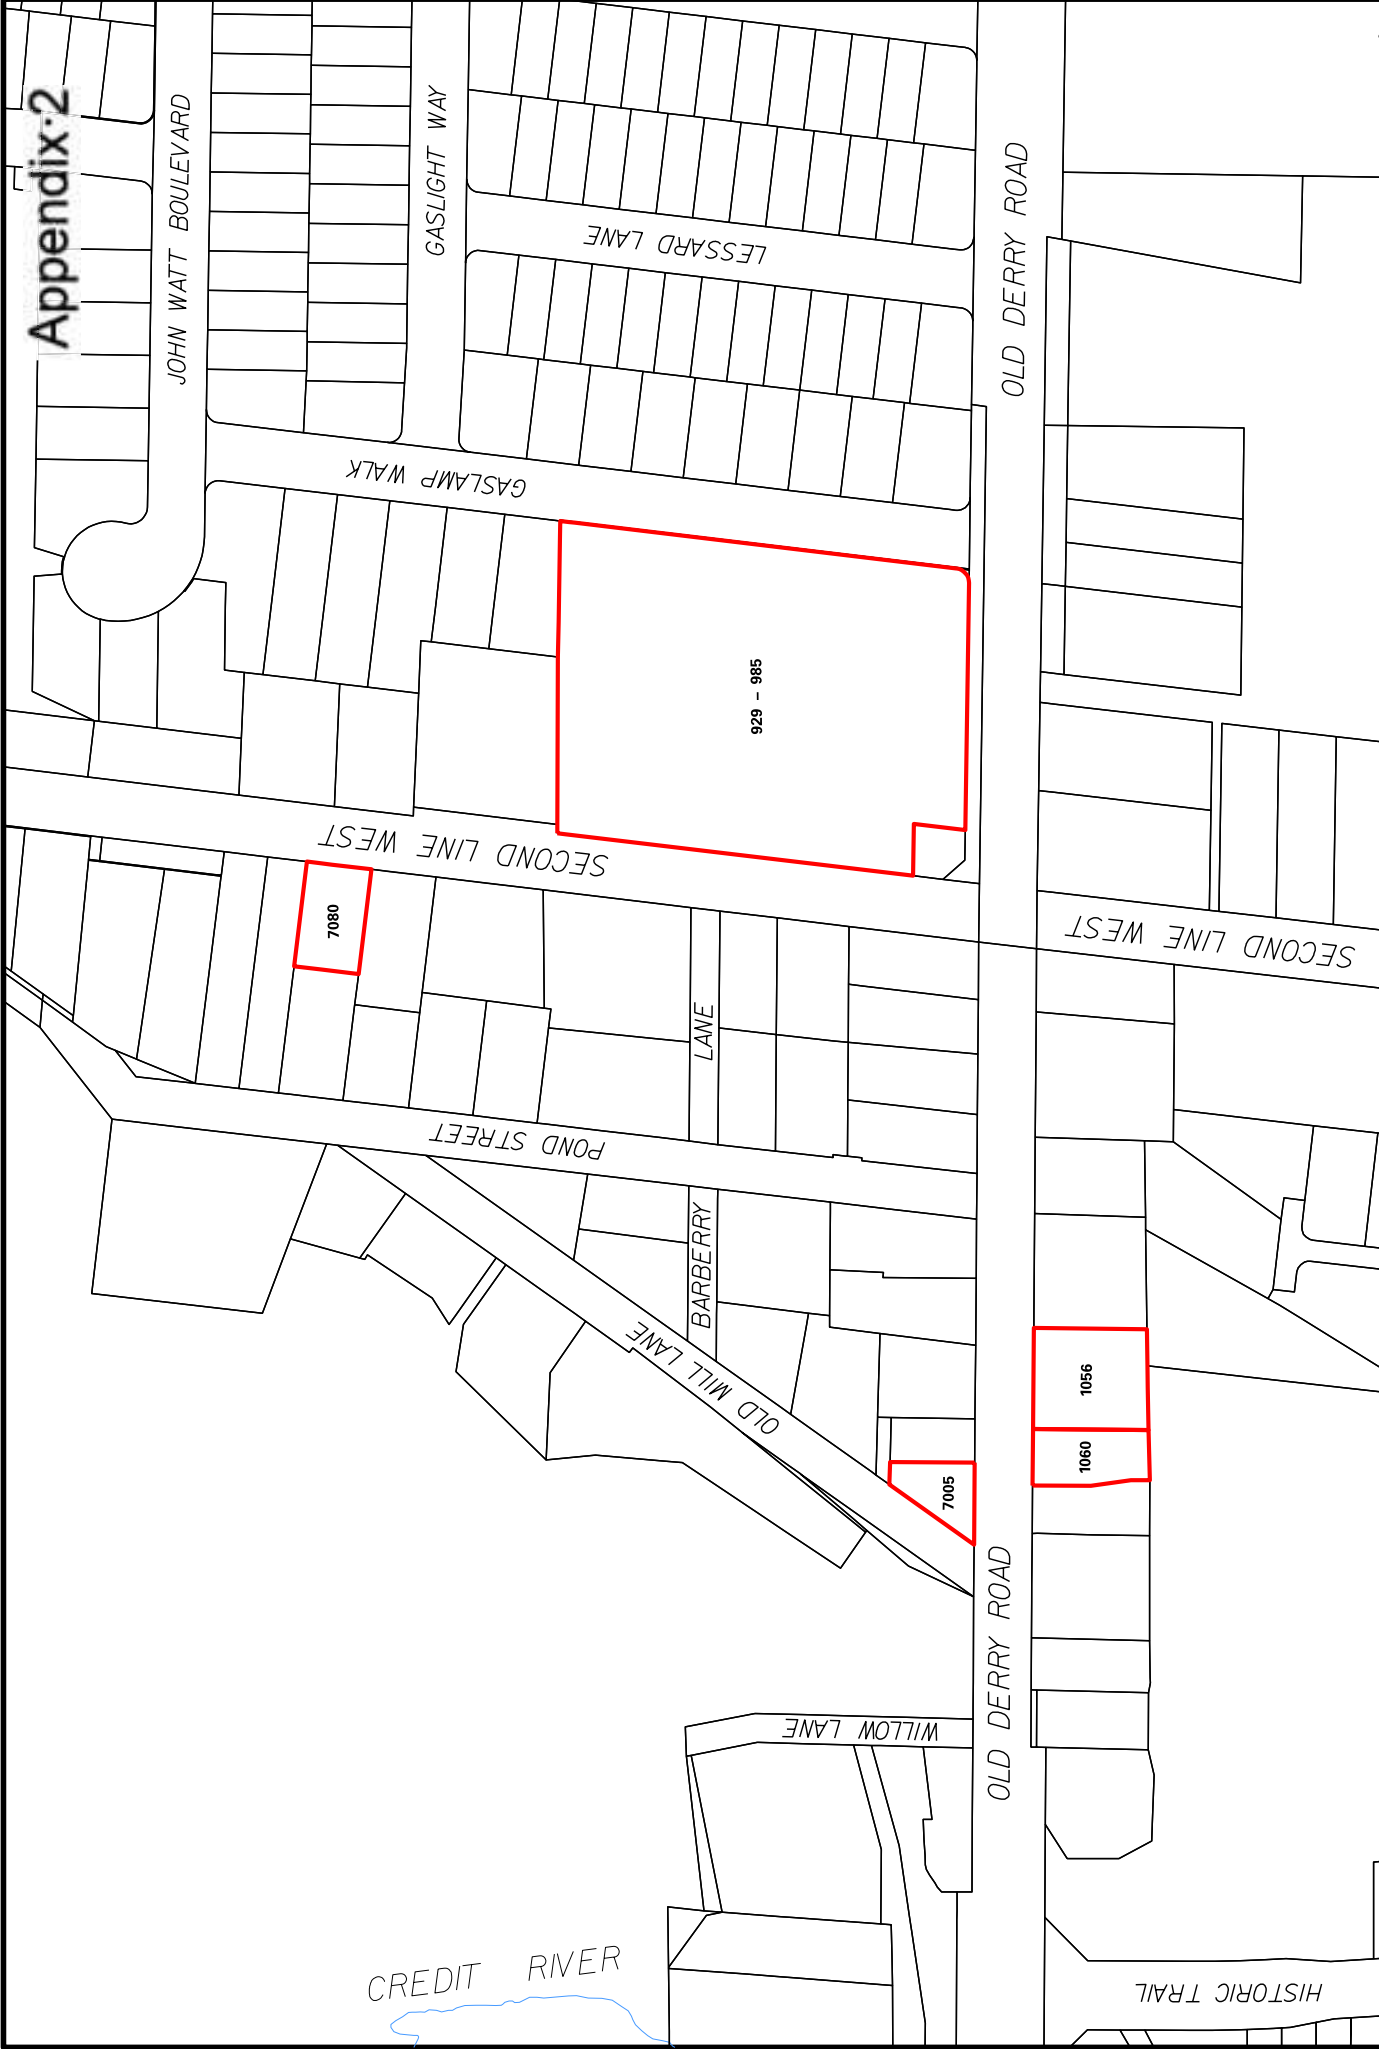 Appendix-2
JOHN WATT BOULEVARD
GASLIGHT WAY
LESSARD LANE
OLD DERRY ROAD
GASLAMP WALK
929 – 985
SECOND LINE WEST
7080
SECOND LINE WEST
LANE
POND STREET
BARBERRY
OLD MILL LANE
1056
1060
7005
OLD DERRY ROAD
WILLOW LANE
CREDIT RIVER
HISTORIC TRAIL